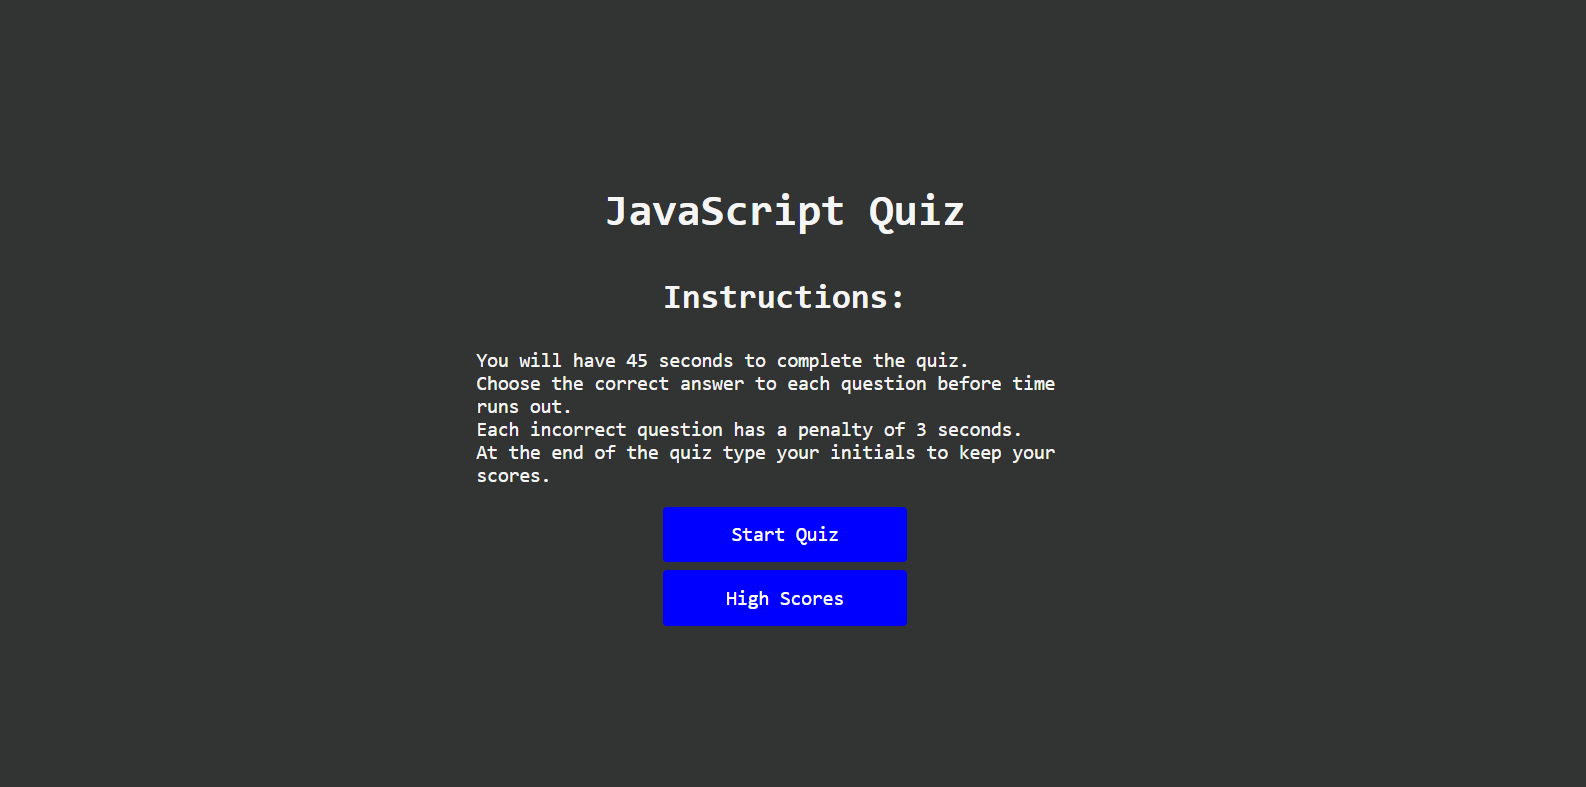 JavaScript Quiz
Instructions:
You will have 45 seconds to complete the quiz.
Choose the correct answer to each question before time
runs out.
Each incorrect question has a penalty of 3 seconds.
At the end of the quiz type your initials to keep your
scores.
Start Quiz
High Scores